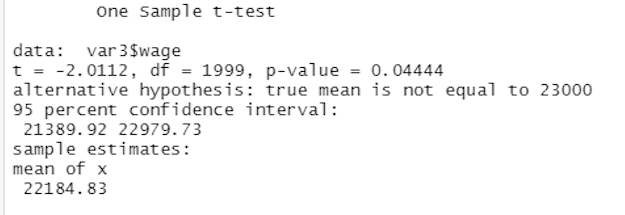 One Sample t-test
data: var3$wage
t = -2.0112, df = 1999, p-value = 0.04444
alternative hypothesis: true mean is not equal to 23000
95 percent confidence interval:
21389.92 22979.73
sample estimates:
mean of x
22184.83